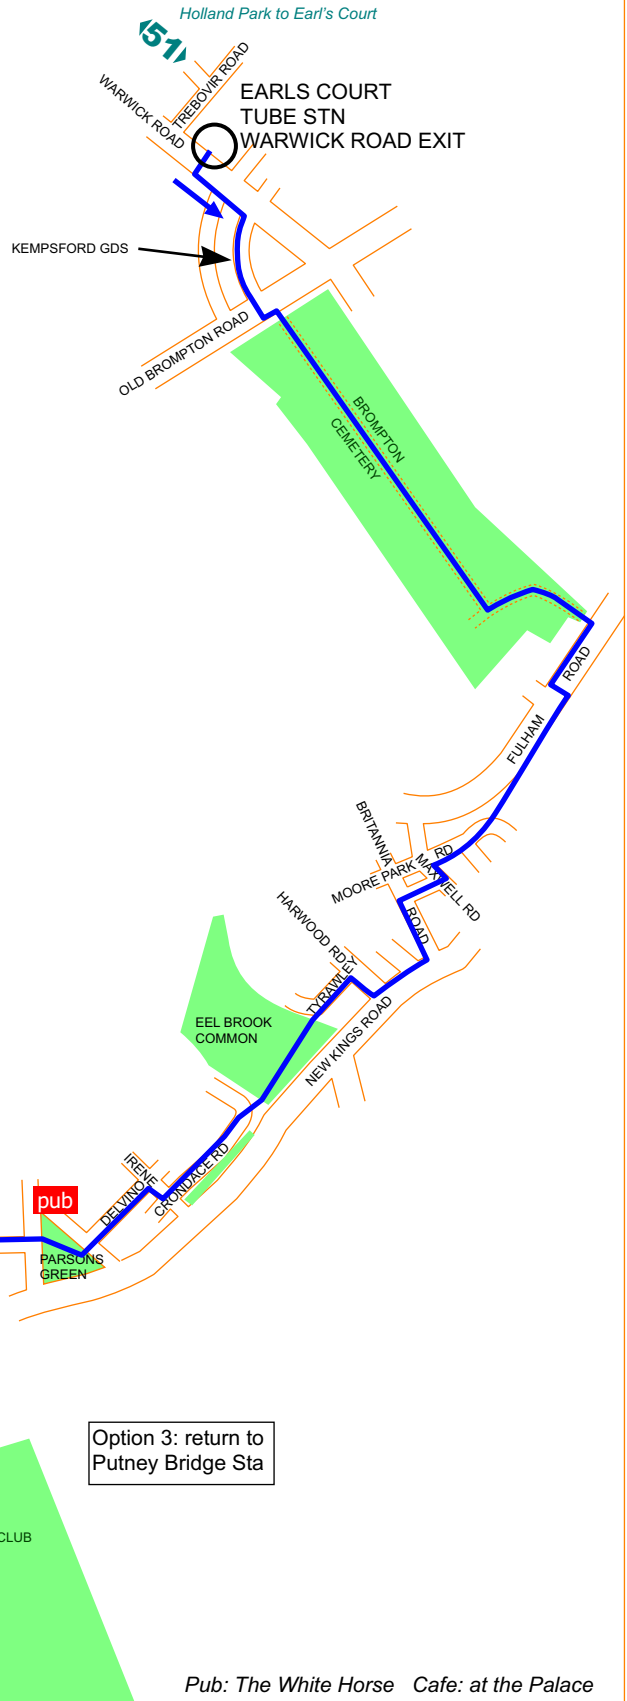 Holland Park to Earl's Court
51
TREBOVIR ROAD
WARWICK ROAD
EARLS COURT
TUBE STN
WARWICK ROAD EXIT
KEMPSFORD GDS
OLD BROMPTON ROAD
BROMPTON
CEMETERY
ROAD
FULHAM
BRITANNIA
RD
MOORE PARK
MAXWELL RD
ROAD
HARWOOD RD
TYRAWLEY
EEL BROOK
COMMON
NEW KINGS ROAD
IRENE
CRONDACE RD
DELVINO
pub
PARSONS
GREEN
Option 3: return to
Putney Bridge Sta
CLUB
Pub: The White Horse Cafe: at the Palace